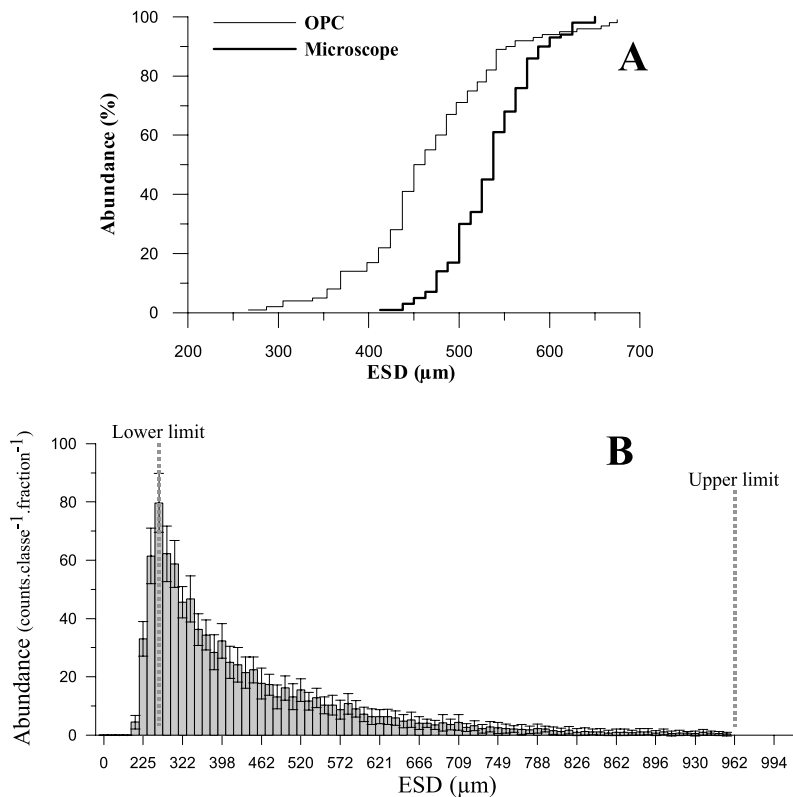 OPC
Microscope
A
Abundance (%)
100
80
60
40
20
0
200 300 400 500 600 700
ESD (µm)
B
Lower limit
Upper limit
Abundance (counts.classe-1.fraction-1)
100
80
60
40
20
0
0 225 322 398 462 520 572 621 666 709 749 788 826 862 896 930 962 994
ESD (µm)